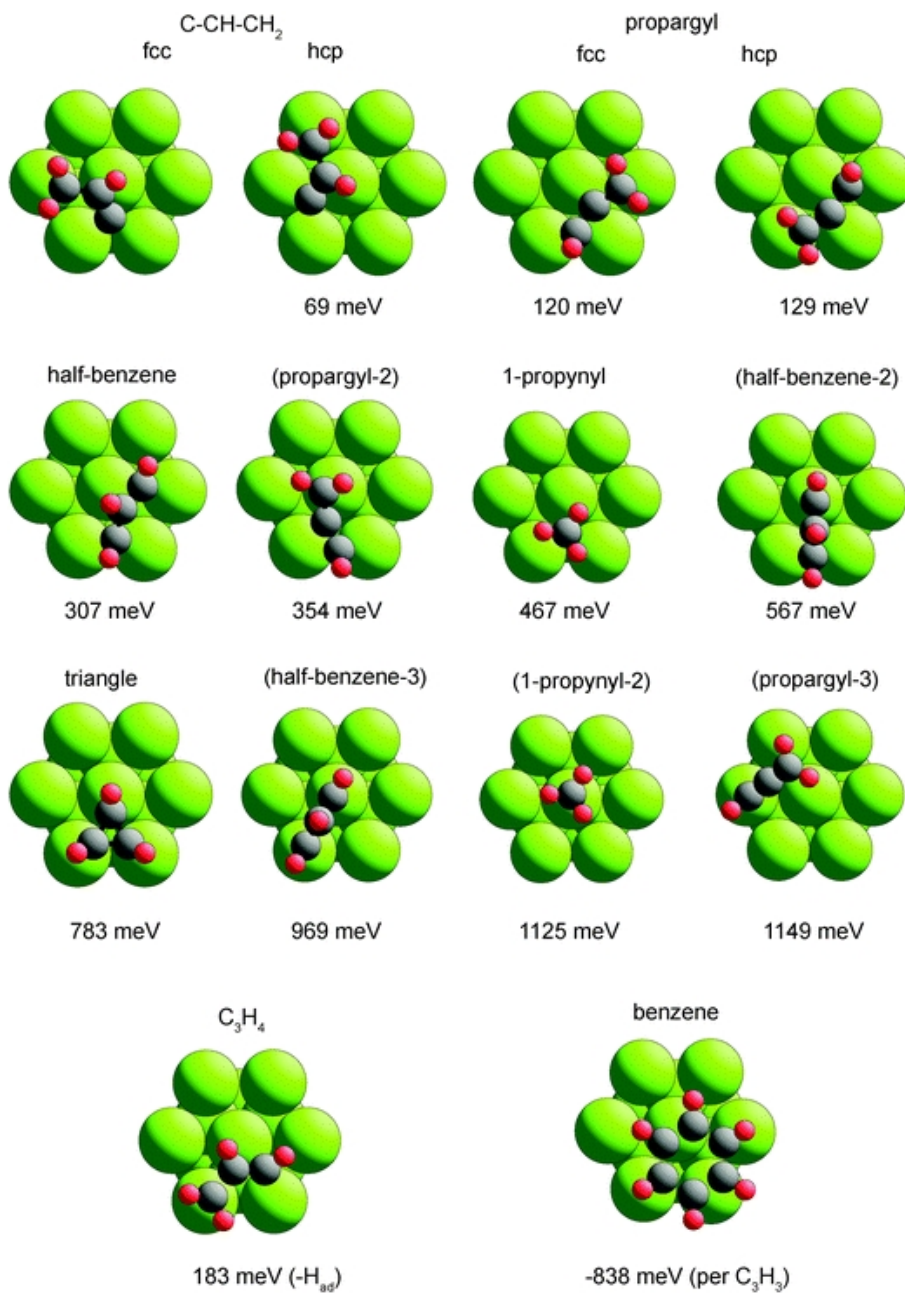 C-CH-CH₂ propargyl
fcc hcp fcc hcp
69 meV 120 meV 129 meV
half-benzene (propargyl-2) 1-propynyl (half-benzene-2)
307 meV 354 meV 467 meV 567 meV
triangle (half-benzene-3) (1-propynyl-2) (propargyl-3)
783 meV 969 meV 1125 meV 1149 meV
C₃H₄ benzene
183 meV (-Hₐd) -838 meV (per C₃H₃)